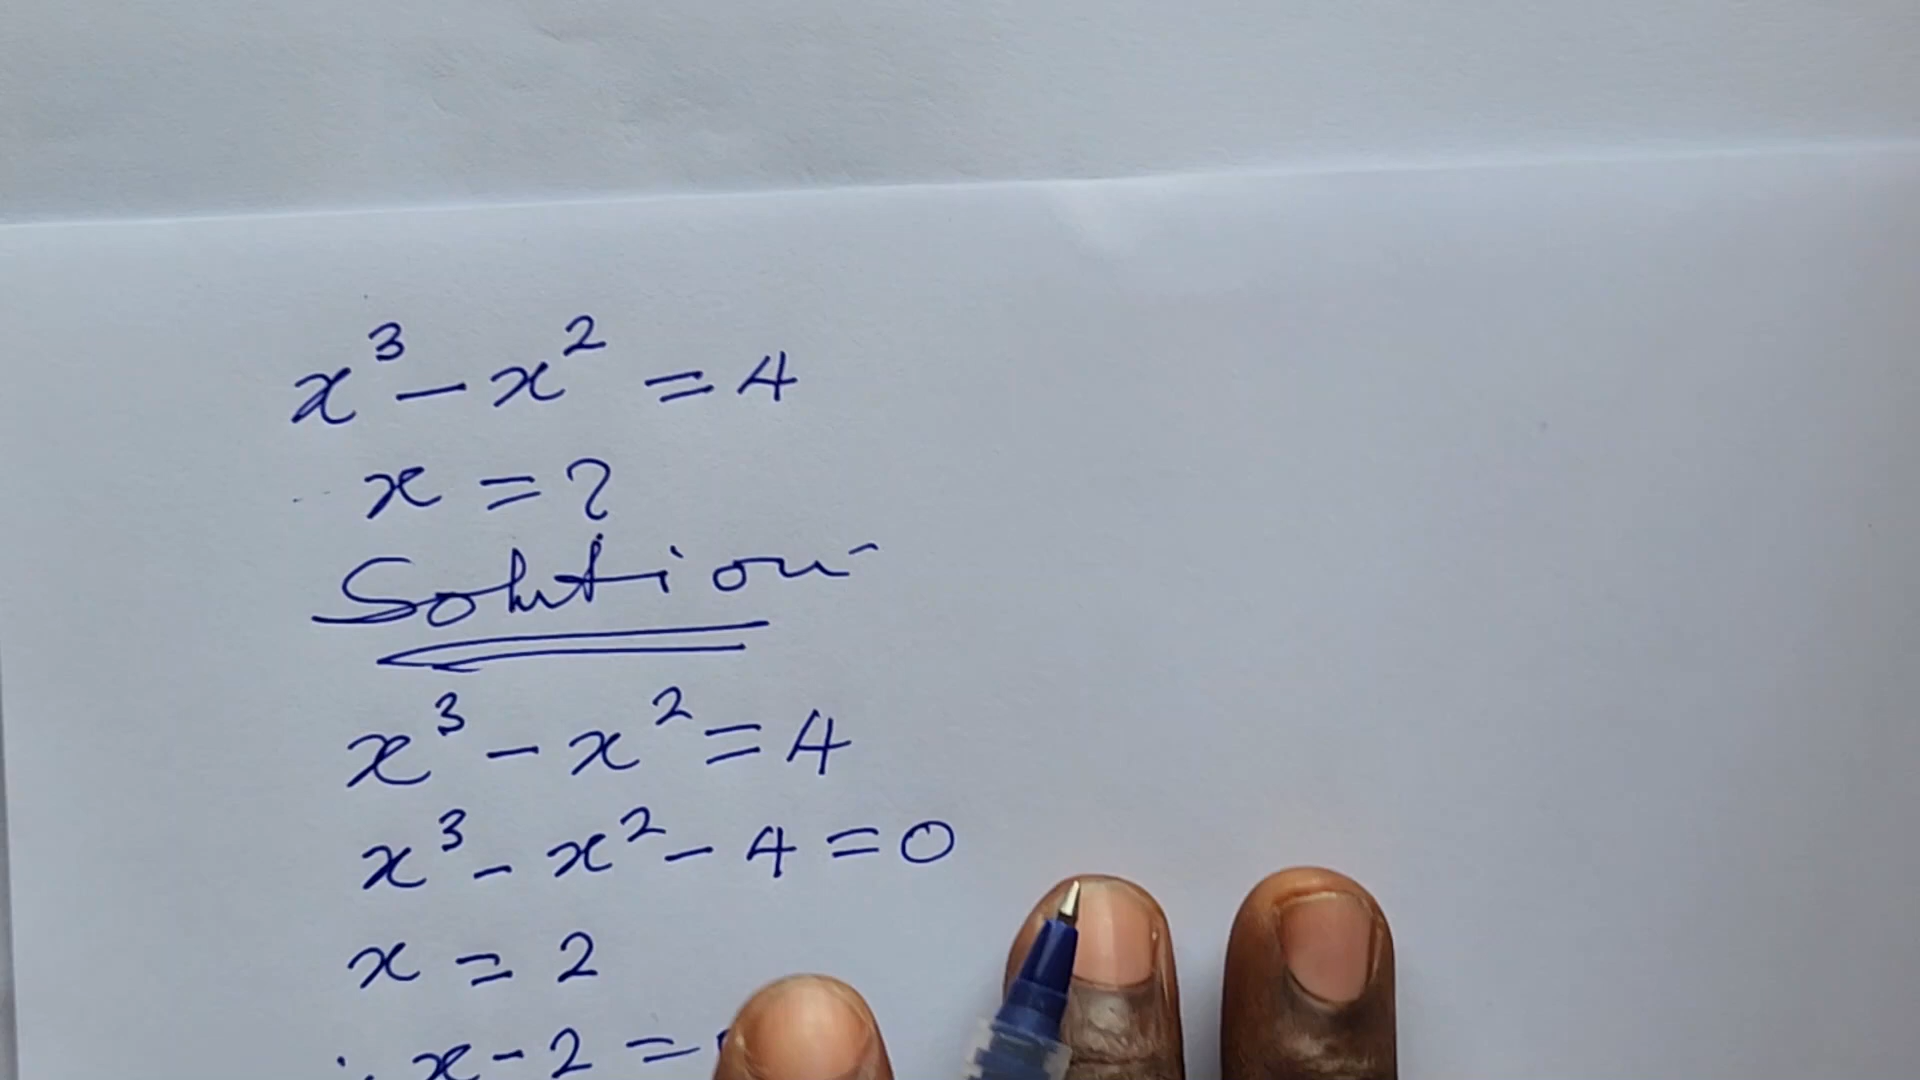 x³ - x² = 4
x = ?
Solution
x³ - x² = 4
x³ - x² - 4 = 0
x = 2
∴ x - 2 =